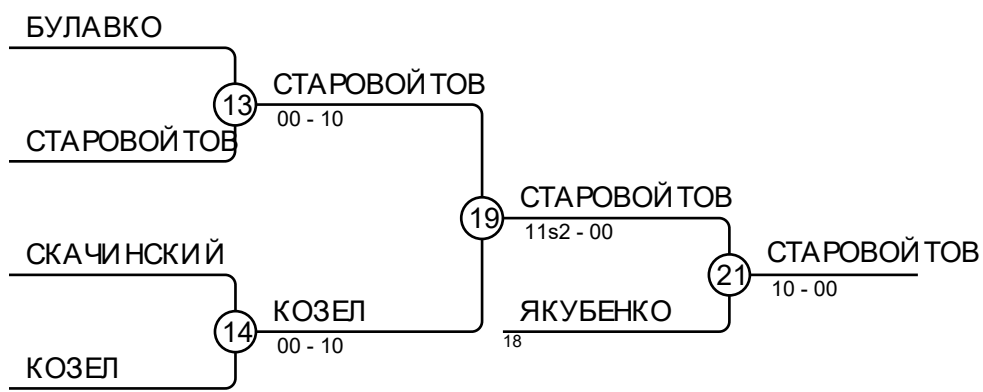 БУЛАВКО
13
СТАРОВОЙТОВ
00 - 10
СТАРОВОЙТОВ
19
СТАРОВОЙТОВ
11s2 - 00
СКАЧИНСКИЙ
21
СТАРОВОЙТОВ
10 - 00
14
КОЗЕЛ
00 - 10
ЯКУБЕНКО
18
КОЗЕЛ